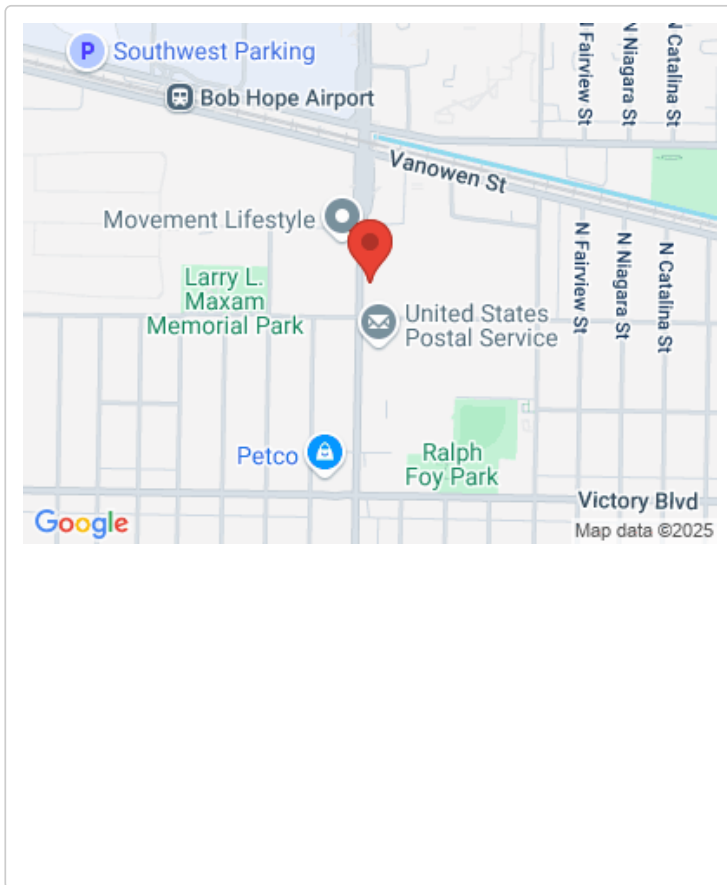 N Fairview St
N Niagara St
N Catalina St
P Southwest Parking
Bob Hope Airport
Vanowen St
Movement Lifestyle
Larry L.
Maxam
Memorial Park
United States
Postal Service
N Fairview St
N Niagara St
N Catalina St
Petco
Ralph
Foy Park
Victory Blvd
Google
Map data ©2025